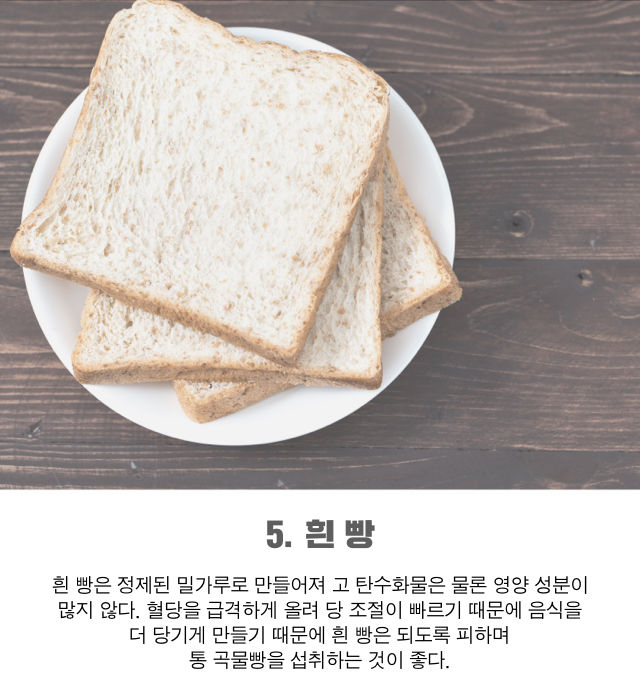 5. 흰 빵
흰 빵은 정제된 밀가루로 만들어져 고 탄수화물은 물론 영양 성분이
많지 않다. 혈당을 급격하게 올려 당 조절이 빠르기 때문에 음식을
더 당기게 만들기 때문에 흰 빵은 되도록 피하며
통 곡물빵을 섭취하는 것이 좋다.